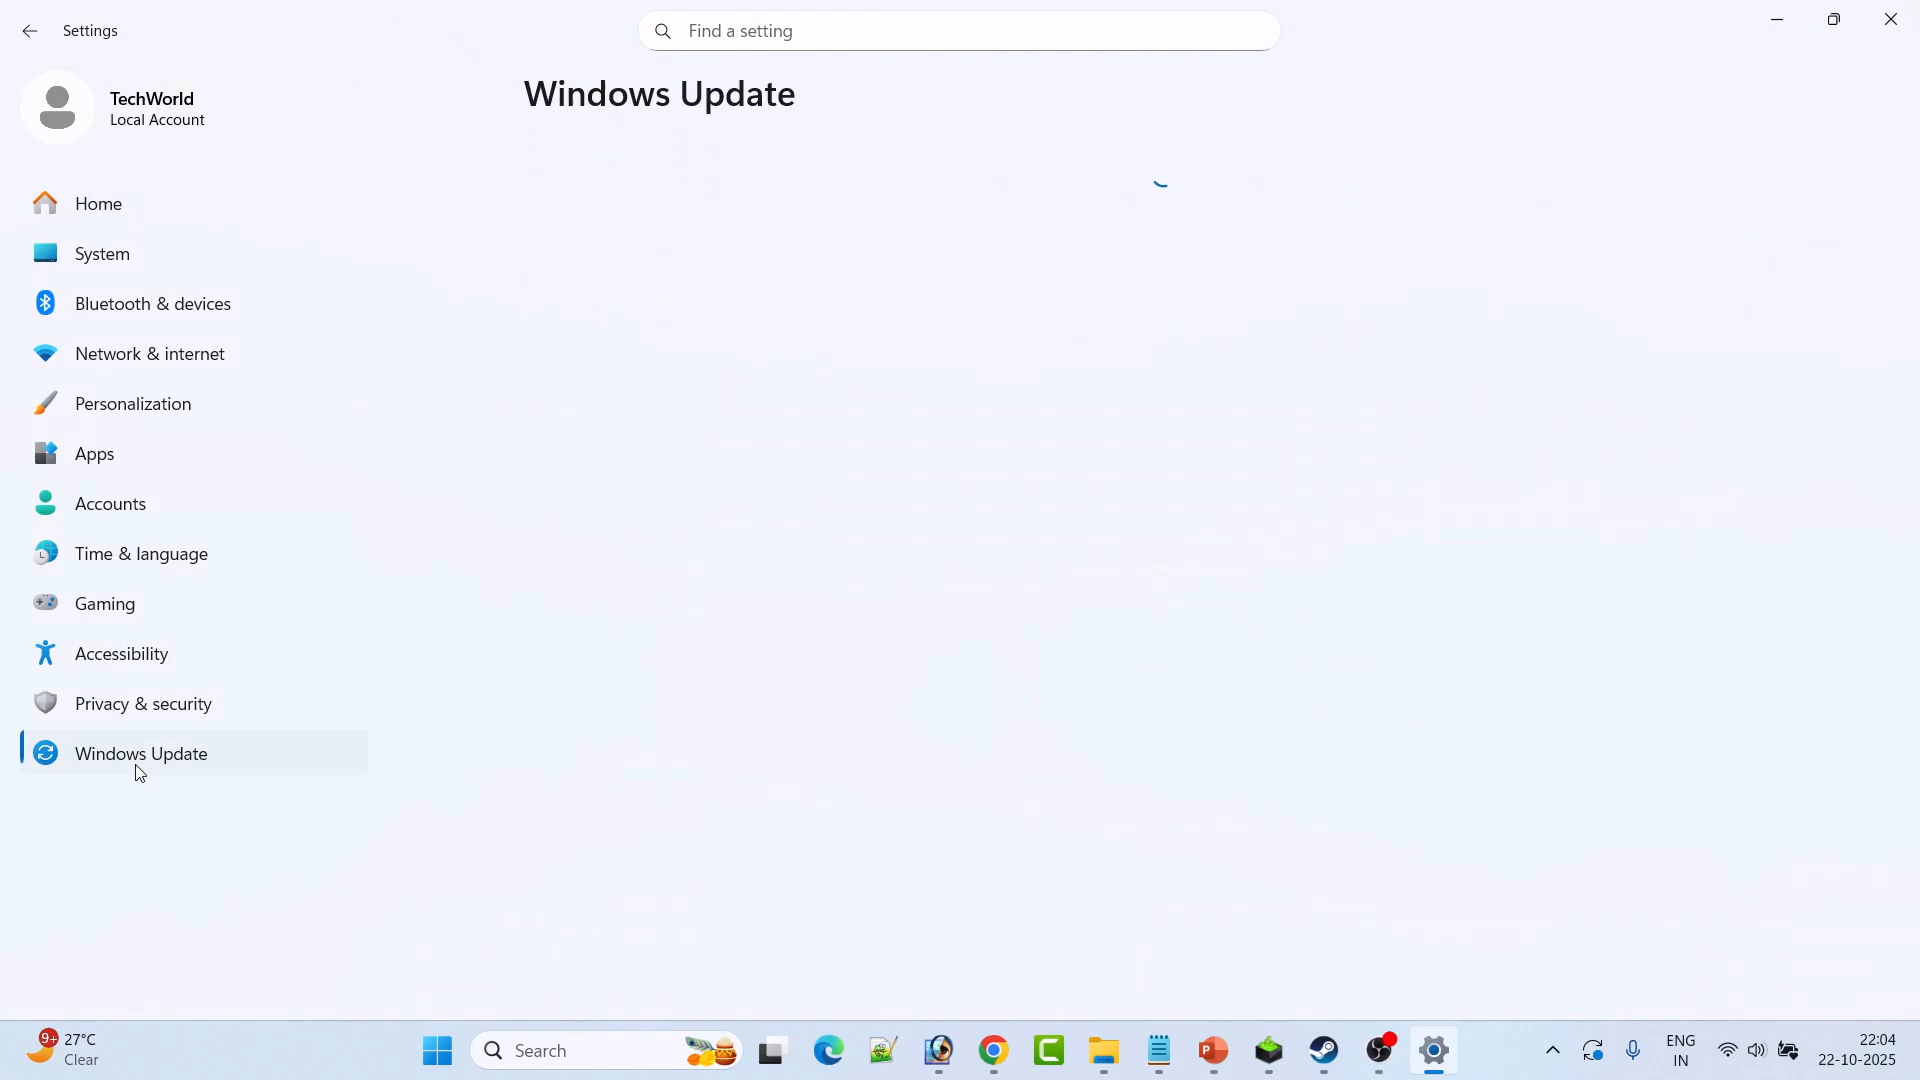 Settings
Find a setting
TechWorld
Local Account
Windows Update
Home
System
Bluetooth & devices
Network & internet
Personalization
Apps
Accounts
Time & language
Gaming
Accessibility
Privacy & security
Windows Update
9+
27°C
Clear
Search
ENG
IN
22:04
22-10-2025